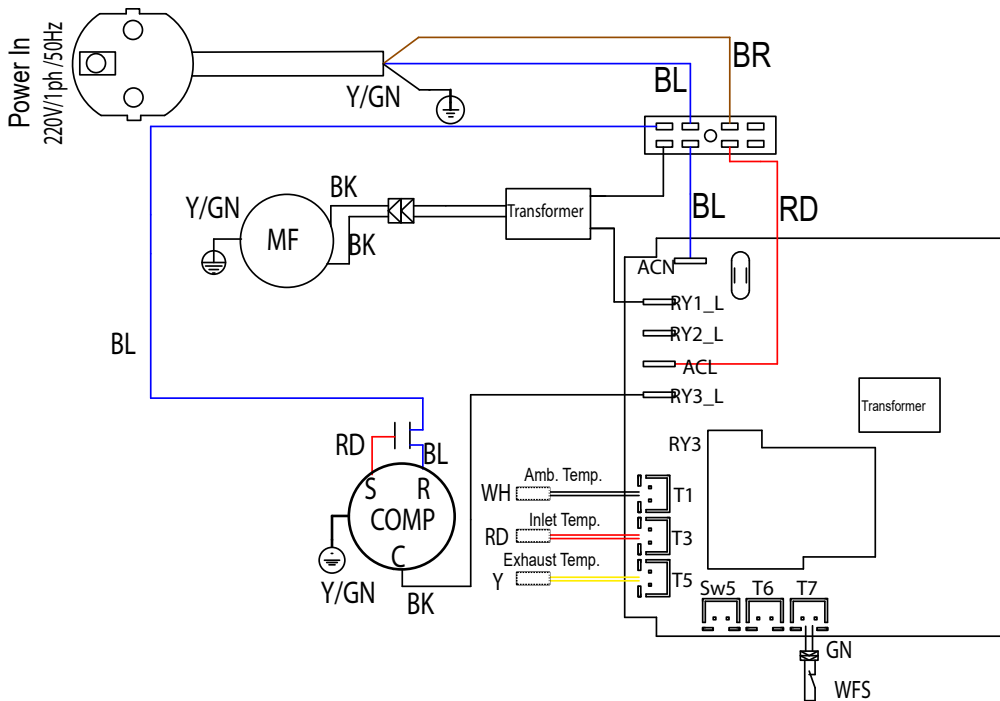 Power In
220V/1ph/50Hz
Y/GN
BL
BR
BL
RD
Y/GN
MF
BK
BK
Transformer
ACN
RY1_L
RY2_L
ACL
RY3_L
Transformer
BL
RD
BL
S
R
COMP
C
Y/GN
BK
RY3
WH
Amb. Temp.
T1
RD
Inlet Temp.
T3
Y
Exhaust Temp.
T5
Sw5
T6
T7
GN
WFS